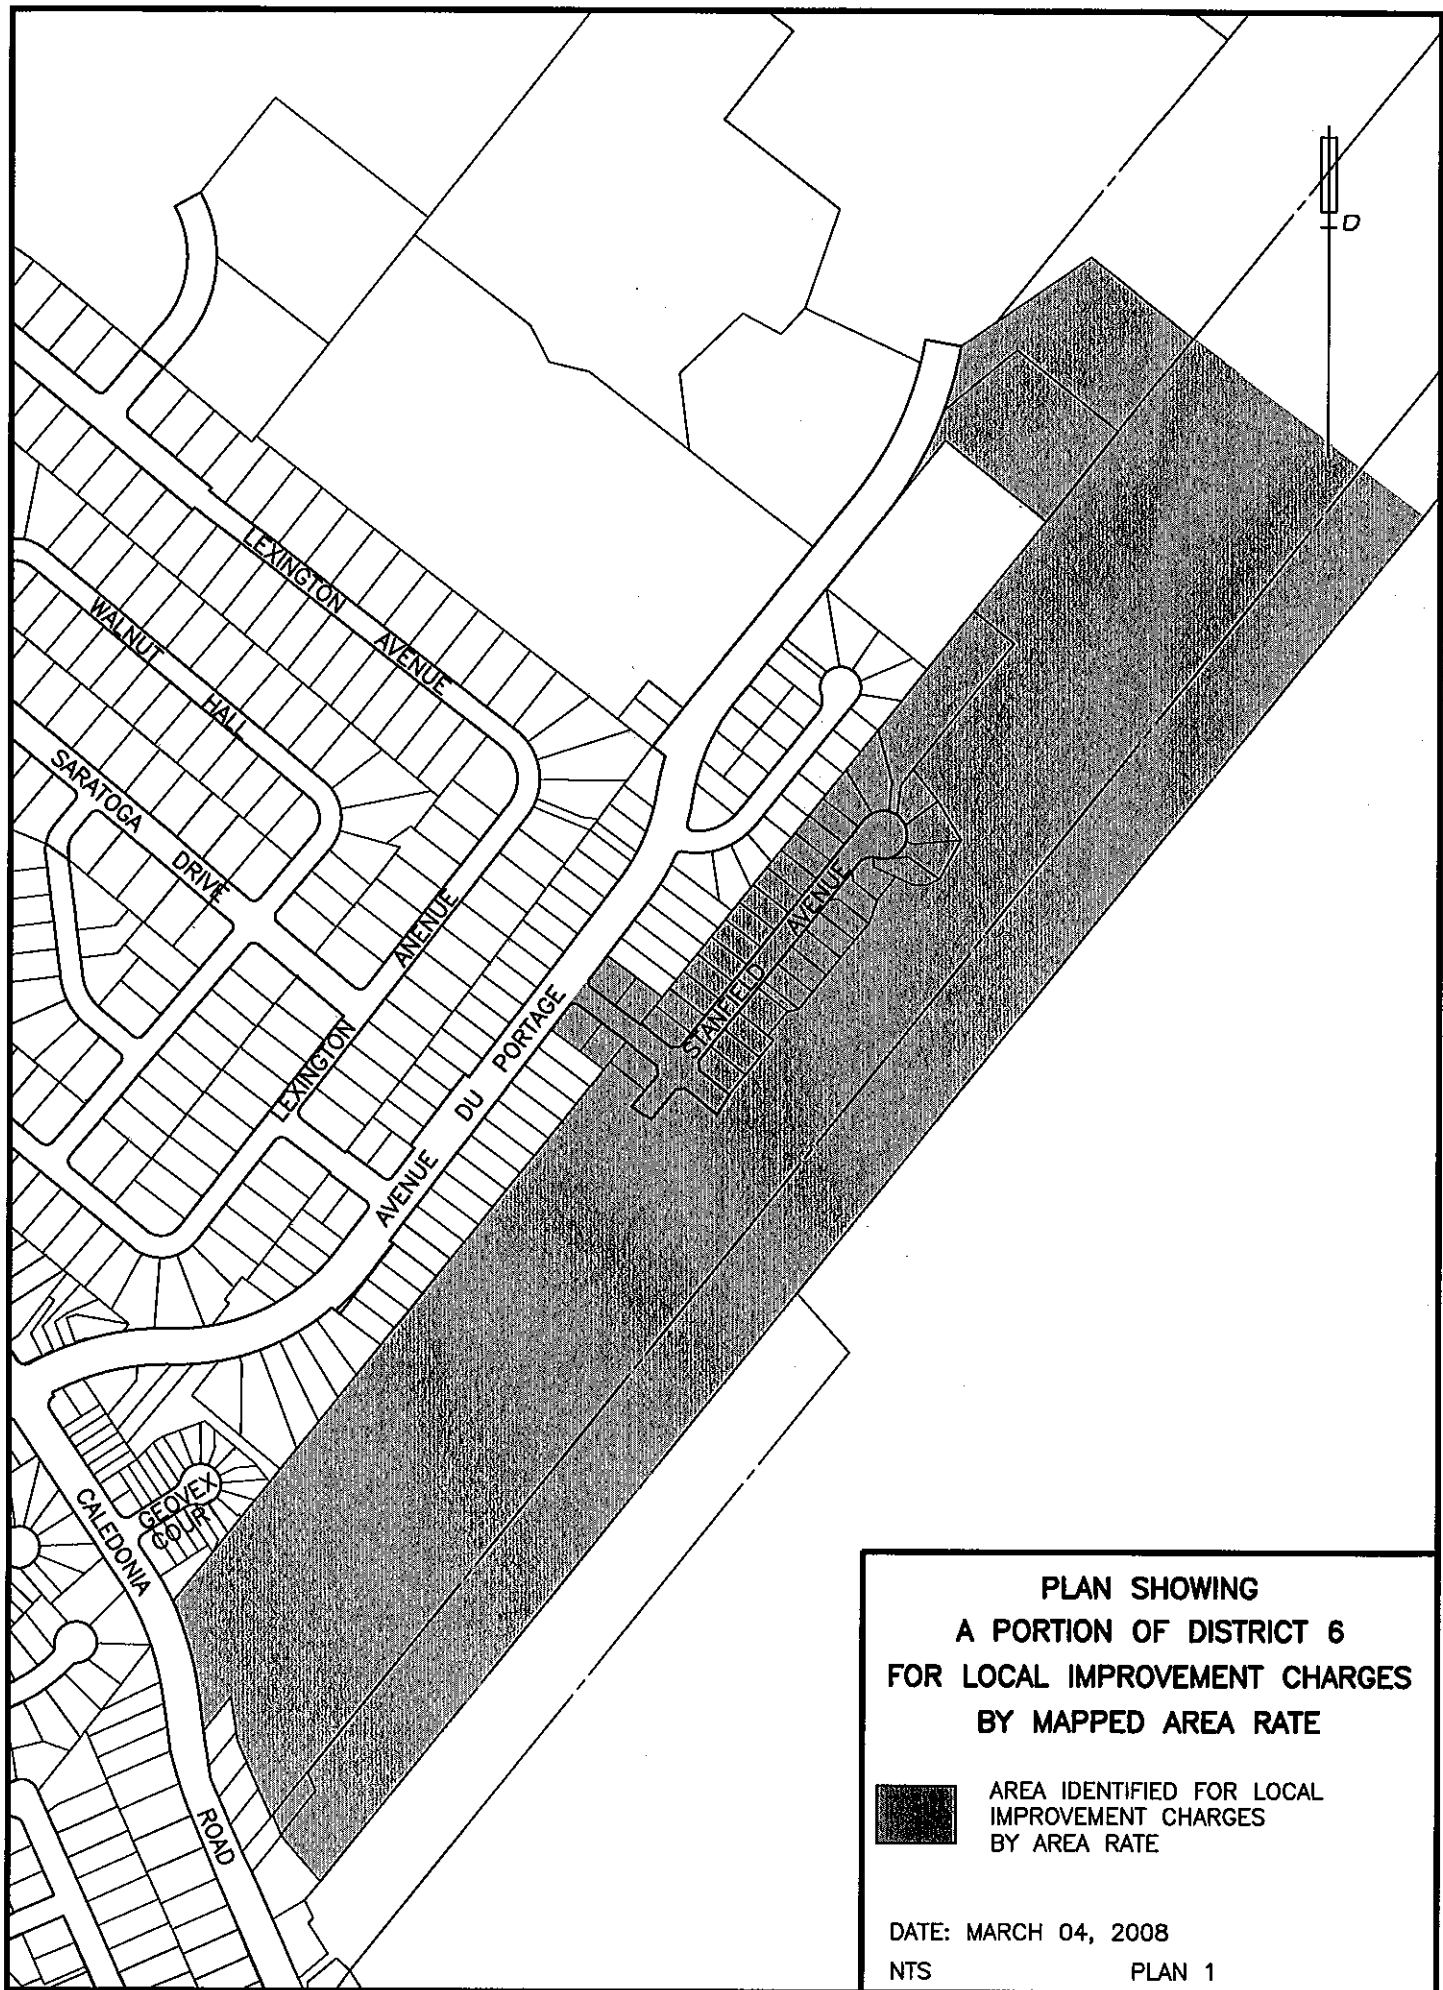 D
LEXINGTON
AVENUE
WALNUT
HALL
SARATOGA
DRIVE
ANENUE
LEXINGTON
AVENUE DU PORTAGE
STANFIELD AVENUE
GEOVEX
COURT
CALEDONIA
ROAD
PLAN SHOWING
A PORTION OF DISTRICT 6
FOR LOCAL IMPROVEMENT CHARGES
BY MAPPED AREA RATE
AREA IDENTIFIED FOR LOCAL
IMPROVEMENT CHARGES
BY AREA RATE
DATE: MARCH 04, 2008
NTS PLAN 1